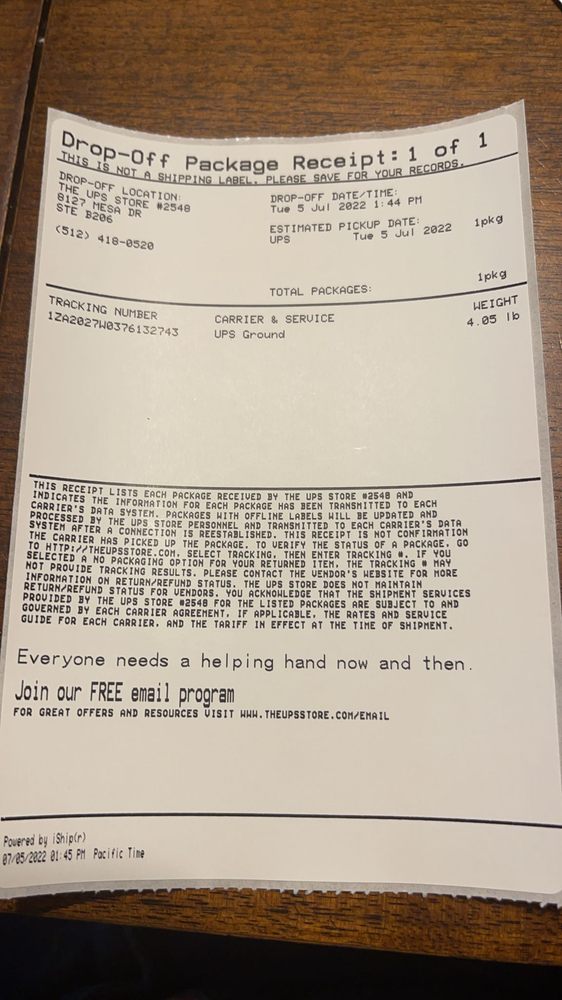 Drop-Off Package Receipt: 1 of 1
THIS IS NOT A SHIPPING LABEL. PLEASE SAVE FOR YOUR RECORDS.
DROP-OFF LOCATION:
THE UPS STORE #2548
8127 MESA DR
STE B206
(512) 418-0520
DROP-OFF DATE/TIME:
Tue 5 Jul 2022 1:44 PM
ESTIMATED PICKUP DATE:
UPS Tue 5 Jul 2022 1pkg
TOTAL PACKAGES: 1pkg
TRACKING NUMBER CARRIER & SERVICE WEIGHT
1ZA2027W0376132743 UPS Ground 4.05 lb
THIS RECEIPT LISTS EACH PACKAGE RECEIVED BY THE UPS STORE #2548 AND
INDICATES THE INFORMATION FOR EACH PACKAGE HAS BEEN TRANSMITTED TO EACH
CARRIER'S DATA SYSTEM. PACKAGES WITH OFFLINE LABELS WILL BE UPDATED AND
PROCESSED BY THE UPS STORE PERSONNEL AND TRANSMITTED TO EACH CARRIER'S DATA
SYSTEM AFTER A CONNECTION IS REESTABLISHED. THIS RECEIPT IS NOT CONFIRMATION
THE CARRIER HAS PICKED UP THE PACKAGE. TO VERIFY THE STATUS OF A PACKAGE, GO
TO HTTP://THEUPSSTORE.COM, SELECT TRACKING, THEN ENTER TRACKING #. IF YOU
SELECTED A NO PACKAGING OPTION FOR YOUR RETURNED ITEM, THE TRACKING # MAY
NOT PROVIDE TRACKING RESULTS. PLEASE CONTACT THE VENDOR'S WEBSITE FOR MORE
INFORMATION ON RETURN/REFUND STATUS. THE UPS STORE DOES NOT MAINTAIN
RETURN/REFUND STATUS FOR VENDORS. YOU ACKNOWLEDGE THAT THE SHIPMENT SERVICES
PROVIDED BY THE UPS STORE #2548 FOR THE LISTED PACKAGES ARE SUBJECT TO AND
GOVERNED BY EACH CARRIER AGREEMENT, IF APPLICABLE, THE RATES AND SERVICE
GUIDE FOR EACH CARRIER, AND THE TARIFF IN EFFECT AT THE TIME OF SHIPMENT.
Everyone needs a helping hand now and then.
Join our FREE email program
FOR GREAT OFFERS AND RESOURCES VISIT WWW.THEUPSSTORE.COM/EMAIL
Powered by iShip(r)
07/05/2022 01:45 PM Pacific Time